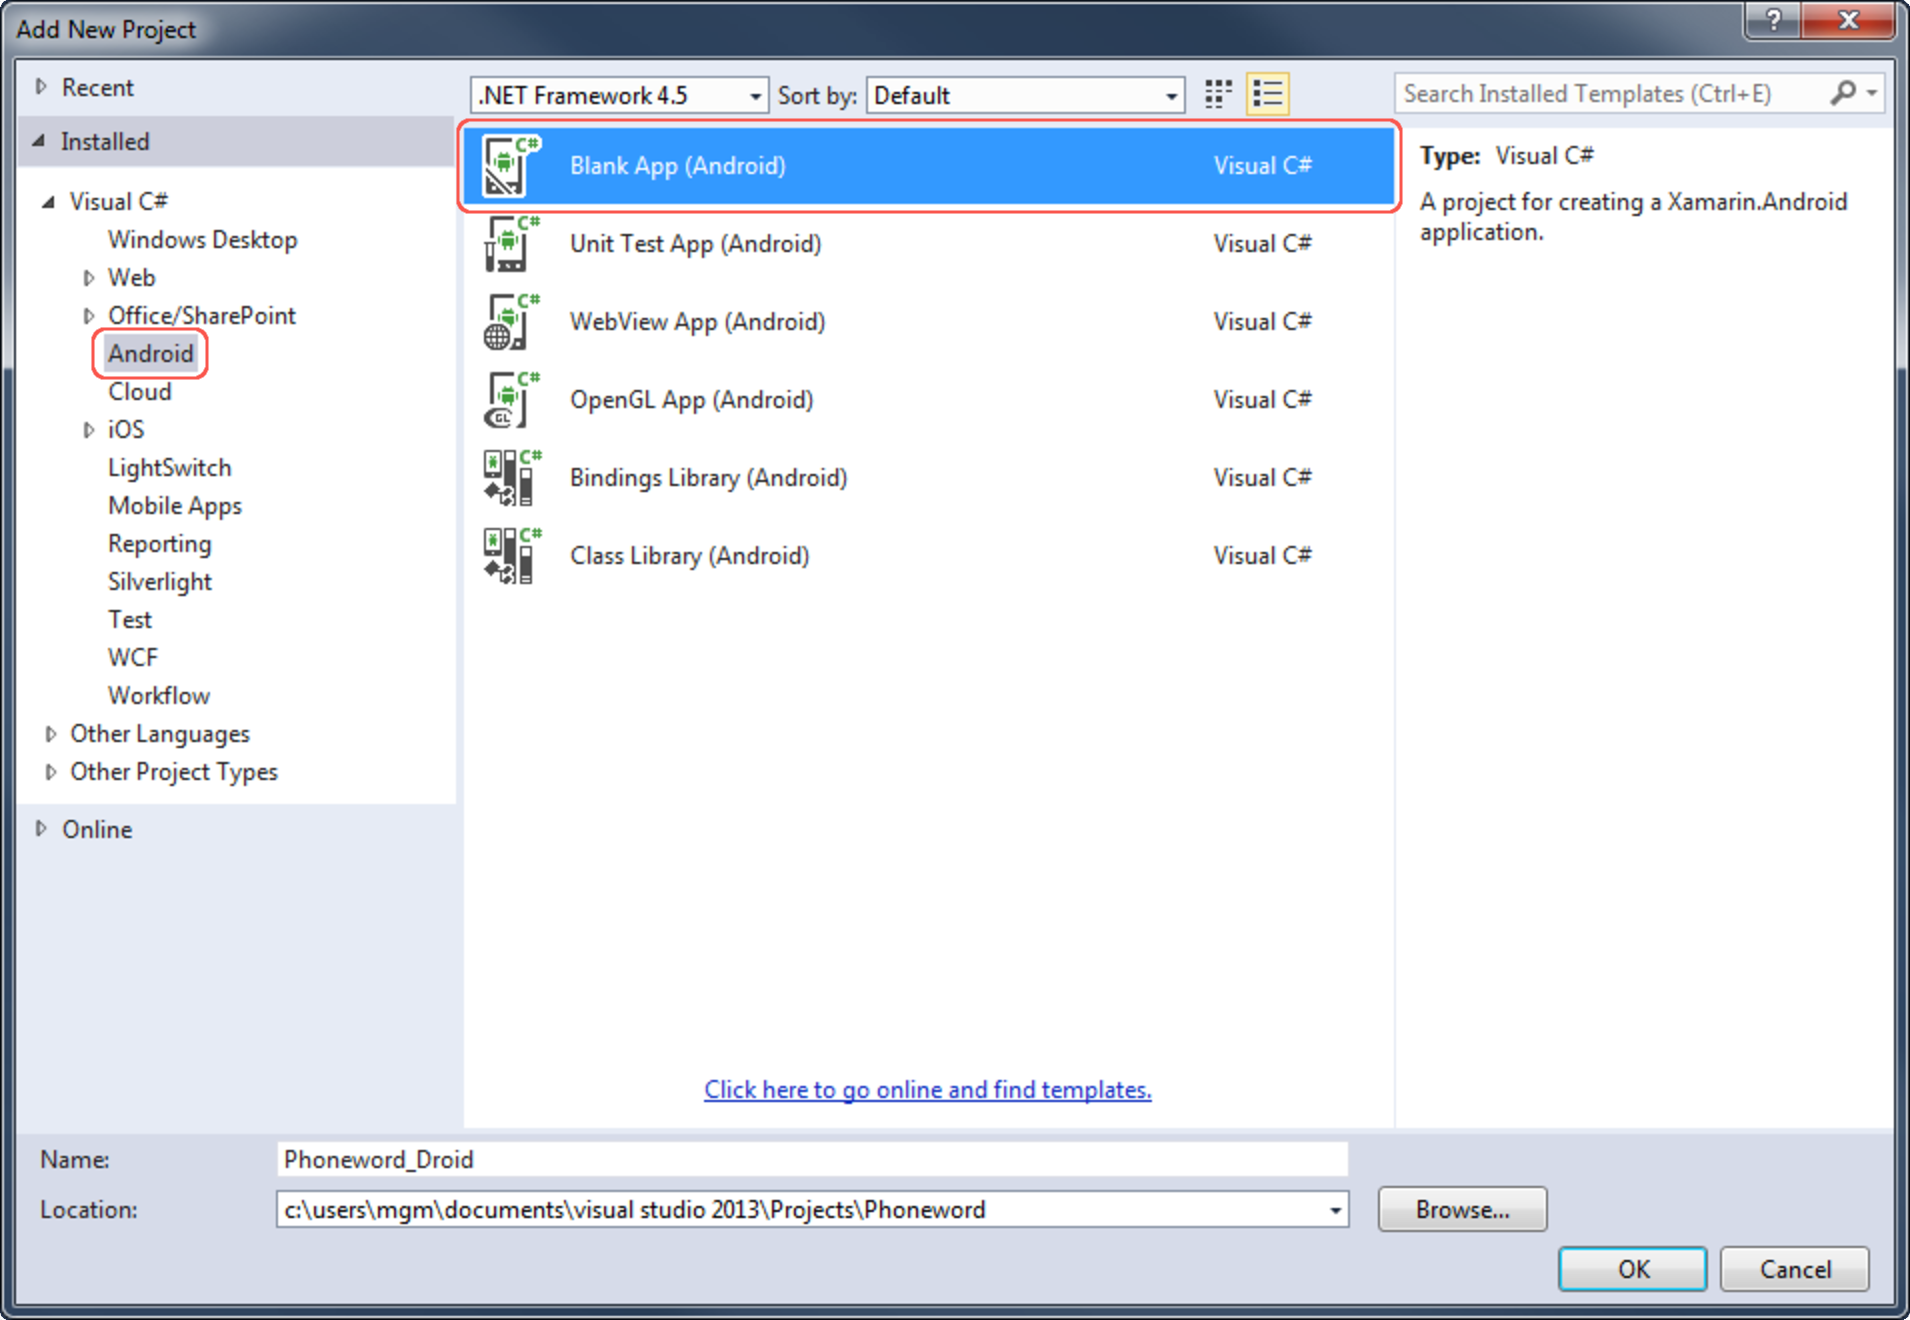 Add New Project
?
Recent
.NET Framework 4.5
Sort by:
Default
Search Installed Templates (Ctrl+E)
Installed
Visual C#
Windows Desktop
Web
Office/SharePoint
Android
Cloud
iOS
LightSwitch
Mobile Apps
Reporting
Silverlight
Test
WCF
Workflow
Other Languages
Other Project Types
Online
C# Blank App (Android) Visual C#
C# Unit Test App (Android) Visual C#
C# WebView App (Android) Visual C#
C# GL OpenGL App (Android) Visual C#
C# Bindings Library (Android) Visual C#
C# Class Library (Android) Visual C#
Click here to go online and find templates.
Type: Visual C#
A project for creating a Xamarin.Android
application.
Name: Phoneword_Droid
Location: c:\users\mgm\documents\visual studio 2013\Projects\Phoneword
Browse...
OK
Cancel